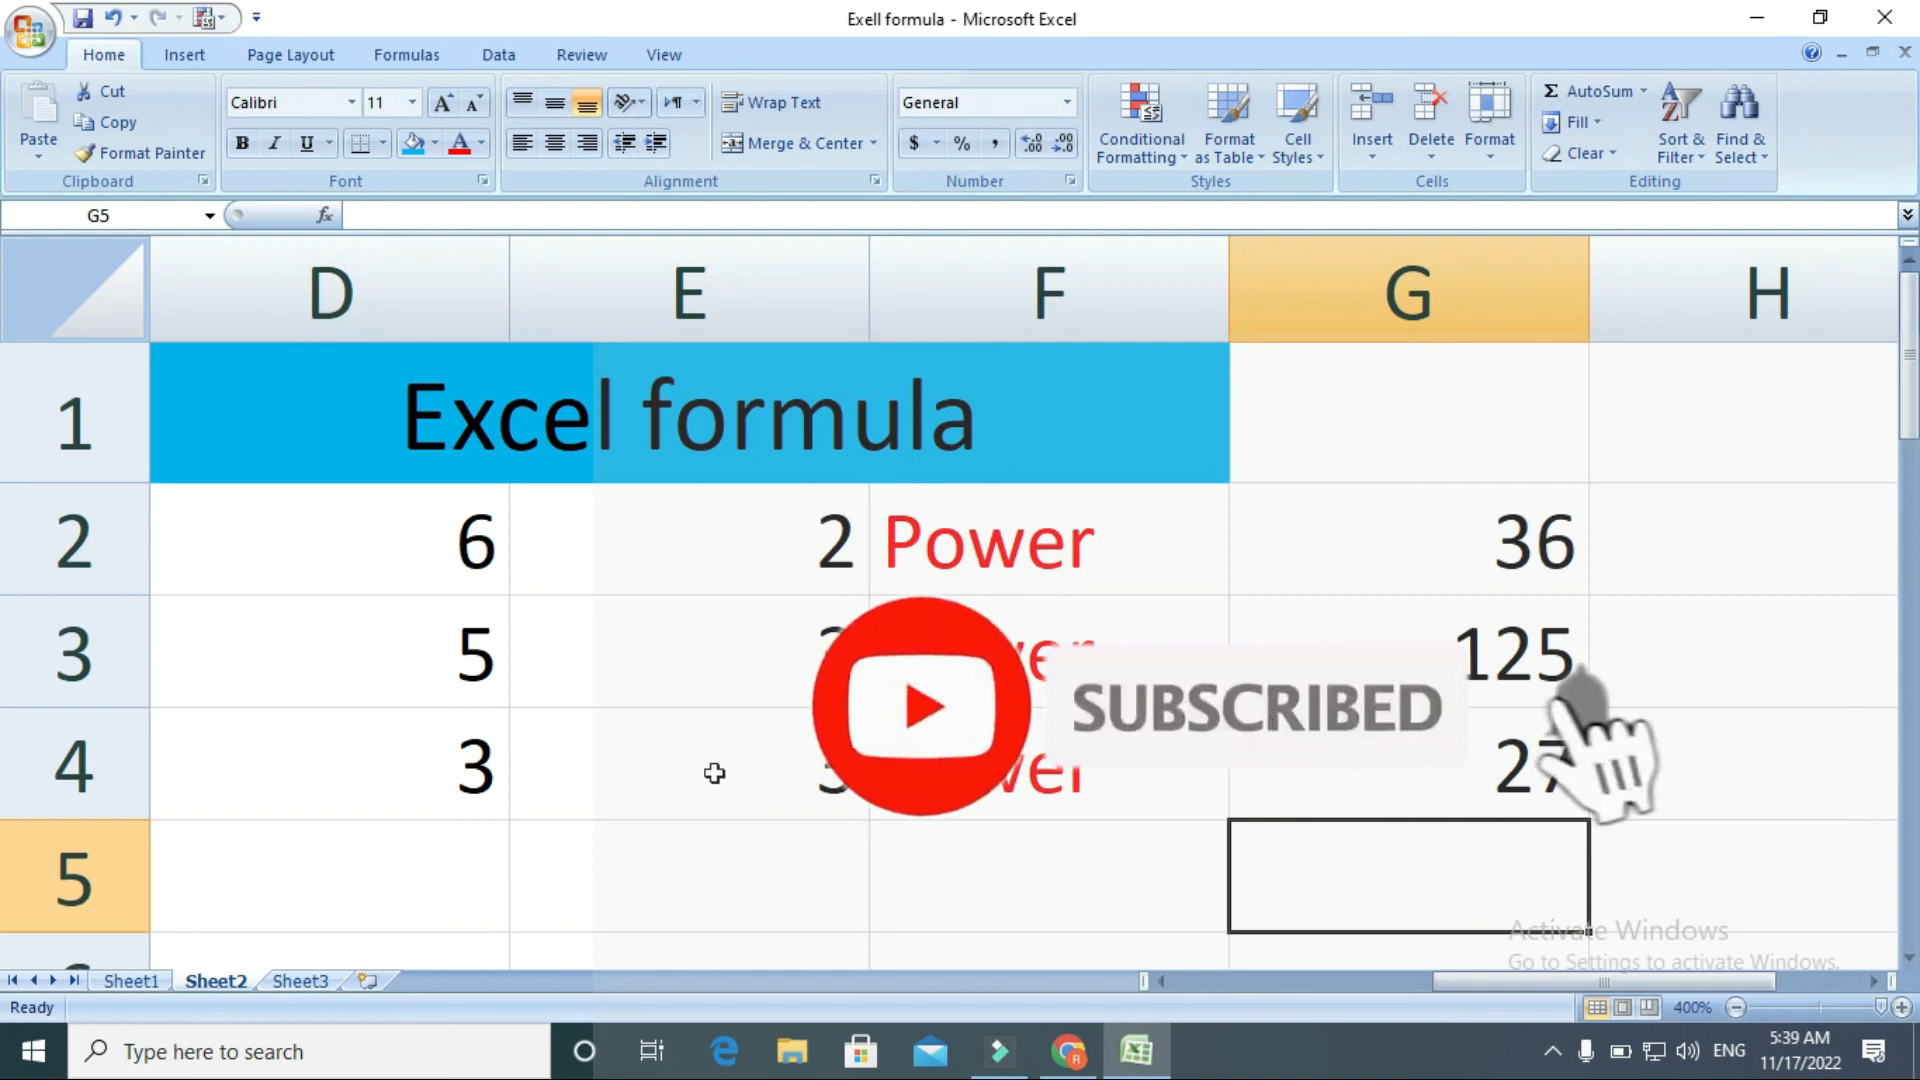 Exell formula - Microsoft Excel
Home Insert Page Layout Formulas Data Review View
Paste
Cut
Copy
Format Painter
Clipboard
Calibri 11
B I U A
Font
Wrap Text
Merge & Center
Alignment
General
$ % ,
Number
Conditional Formatting
Format as Table
Cell Styles
Styles
Insert Delete Format
Cells
Σ AutoSum
Fill
Clear
Sort & Filter
Find & Select
Editing
G5 fx
D E F G H
1 Excel formula
2 6 2 Power 36
3 5 125
4 3 27
5
SUBSCRIBED
Activate Windows
Go to Settings to activate Windows.
Sheet1 Sheet2 Sheet3
Ready 400%
Type here to search
ENG
5:39 AM
11/17/2022